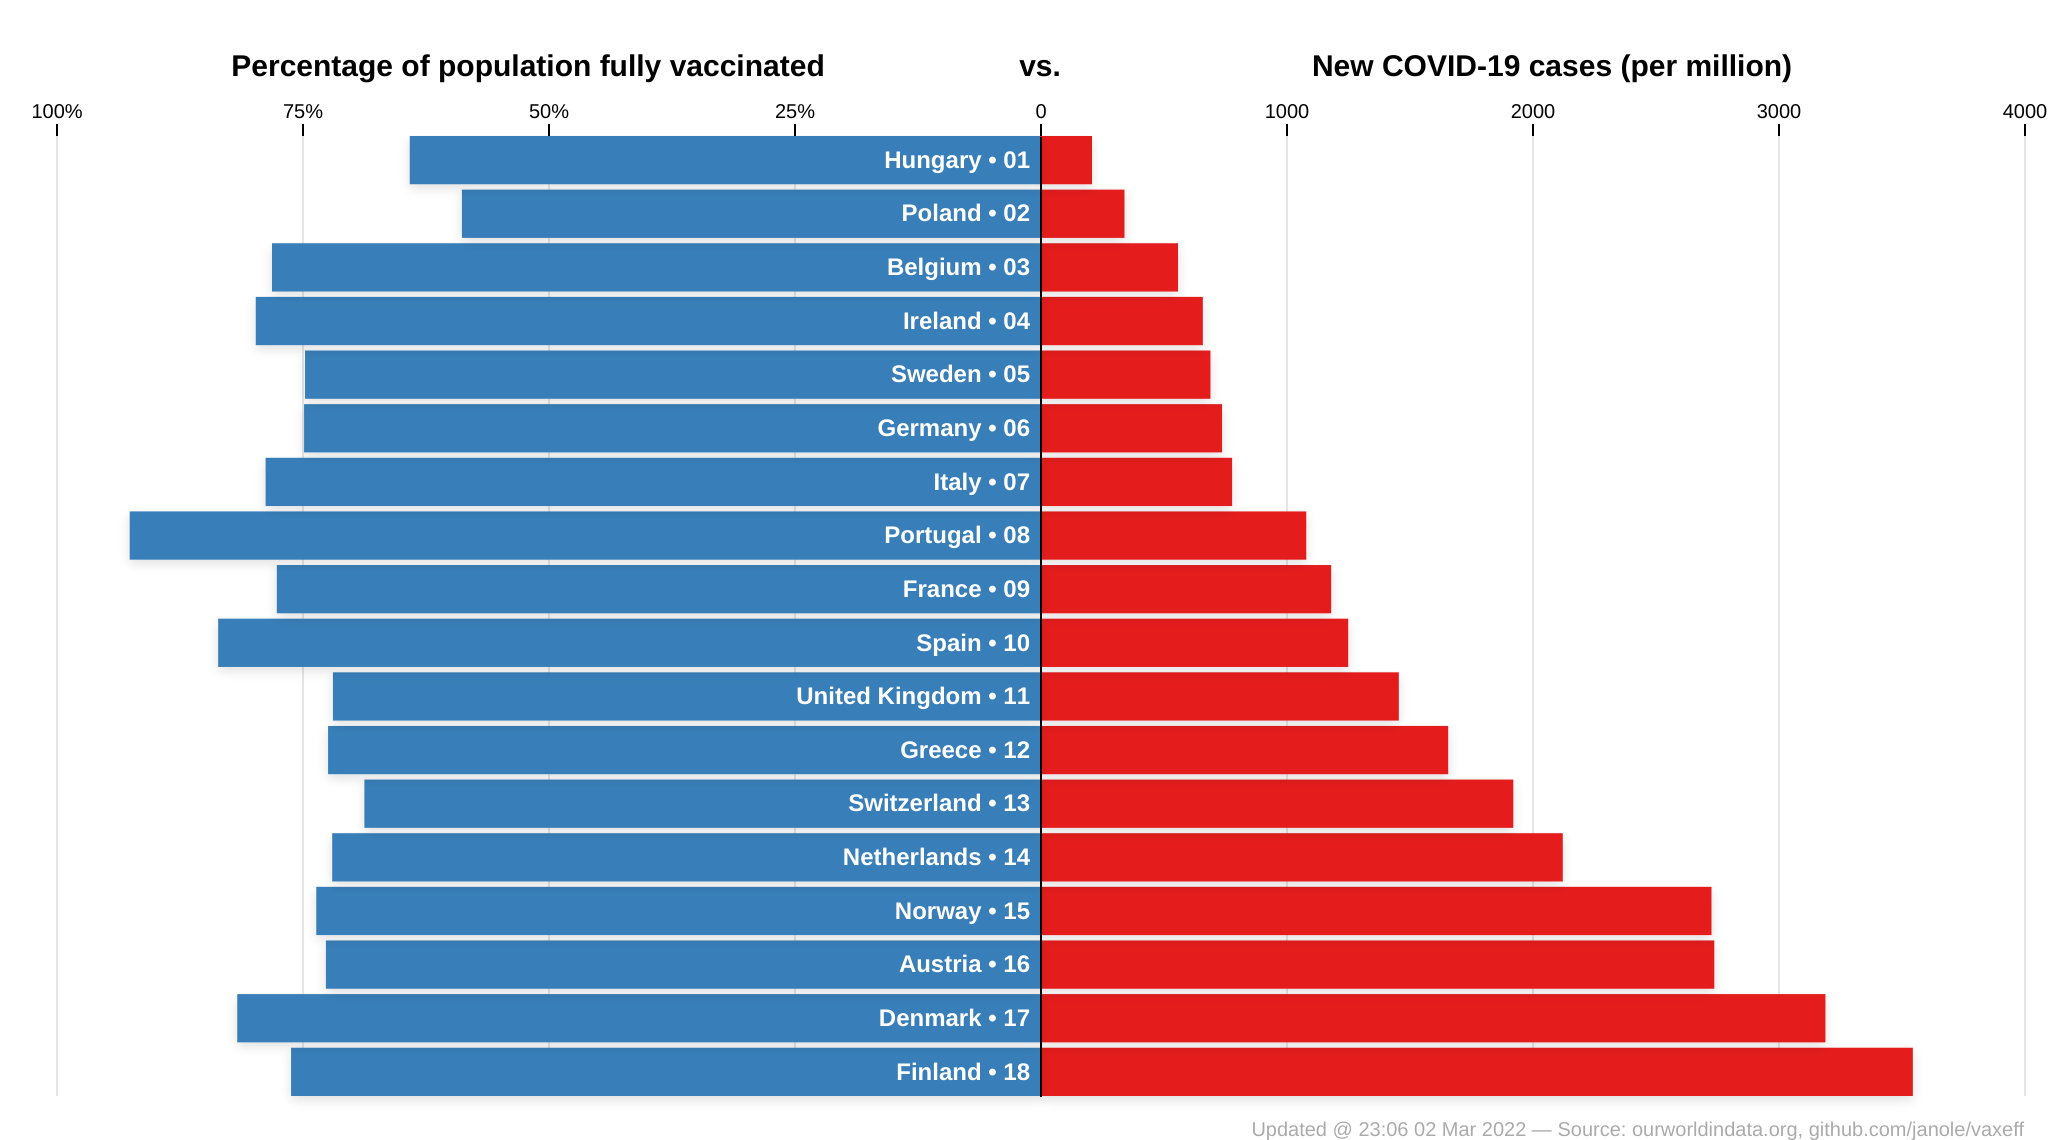 Percentage of population fully vaccinated vs. New COVID-19 cases (per million)
100% 75% 50% 25% 0 1000 2000 3000 4000
Hungary • 01
Poland • 02
Belgium • 03
Ireland • 04
Sweden • 05
Germany • 06
Italy • 07
Portugal • 08
France • 09
Spain • 10
United Kingdom • 11
Greece • 12
Switzerland • 13
Netherlands • 14
Norway • 15
Austria • 16
Denmark • 17
Finland • 18
Updated @ 23:06 02 Mar 2022 — Source: ourworldindata.org, github.com/janole/vaxeff